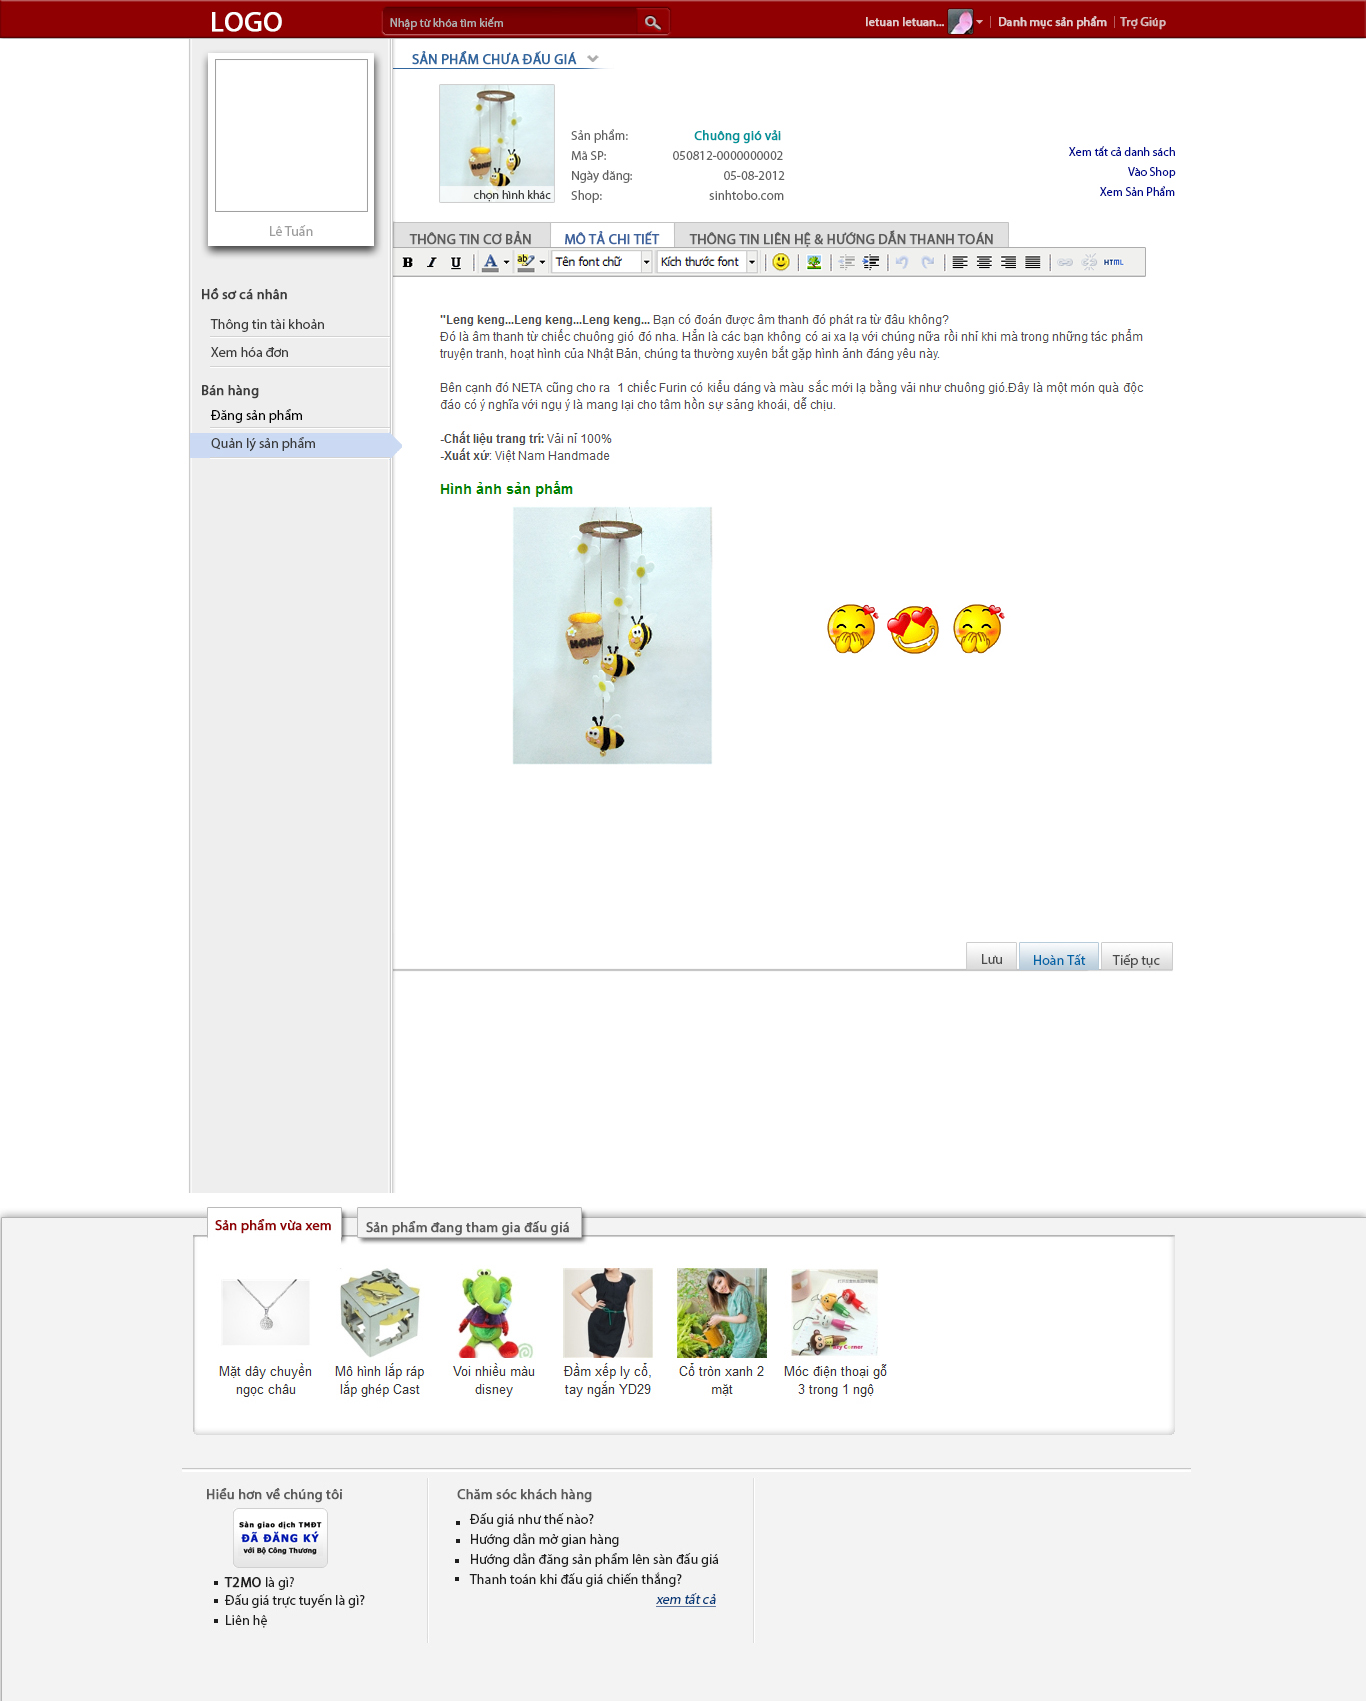 LOGO
Nhập từ khóa tìm kiếm
letuan letuan...
Danh mục sản phẩm
Trợ Giúp
Lê Tuấn
Hồ sơ cá nhân
Thông tin tài khoản
Xem hóa đơn
Bán hàng
Đăng sản phẩm
Quản lý sản phẩm
SẢN PHẨM CHƯA ĐẤU GIÁ
HONEY
chọn hình khác
Sản phẩm: Chuông gió vải
Mã SP: 050812-0000000002
Ngày đăng: 05-08-2012
Shop: sinhtobo.com
Xem tất cả danh sách
Vào Shop
Xem Sản Phẩm
THÔNG TIN CƠ BẢN
MÔ TẢ CHI TIẾT
THÔNG TIN LIÊN HỆ & HƯỚNG DẪN THANH TOÁN
B I U A ab Tên font chữ Kích thước font HTML
"Leng keng...Leng keng...Leng keng... Bạn có đoán được âm thanh đó phát ra từ đâu không?
Đó là âm thanh từ chiếc chuông gió đó nha. Hẳn là các bạn không có ai xa lạ với chúng nữa rồi nhỉ khi mà trong những tác phẩm
truyện tranh, hoạt hình của Nhật Bản, chúng ta thường xuyên bắt gặp hình ảnh đáng yêu này.
Bên cạnh đó NETA cũng cho ra 1 chiếc Furin có kiểu dáng và màu sắc mới lạ bằng vải như chuông gió.Đây là một món quà độc
đáo có ý nghĩa với ngụ ý là mang lại cho tâm hồn sự sảng khoái, dễ chịu.
-Chất liệu trang trí: Vải nỉ 100%
-Xuất xứ: Việt Nam Handmade
Hình ảnh sản phẩm
HONEY
Lưu
Hoàn Tất
Tiếp tục
Sản phẩm vừa xem
Sản phẩm đang tham gia đấu giá
Mặt dây chuyền
ngọc châu
Mô hình lắp ráp
lắp ghép Cast
Voi nhiều màu
disney
Đầm xếp ly cổ,
tay ngắn YD29
Cổ tròn xanh 2
mặt
Móc điện thoại gỗ
3 trong 1 ngộ
Hiểu hơn về chúng tôi
Sàn giao dịch TMĐT
ĐÃ ĐĂNG KÝ
với Bộ Công Thương
T2MO là gì?
Đấu giá trực tuyến là gì?
Liên hệ
Chăm sóc khách hàng
Đấu giá như thế nào?
Hướng dẫn mở gian hàng
Hướng dẫn đăng sản phẩm lên sàn đấu giá
Thanh toán khi đấu giá chiến thắng?
xem tất cả